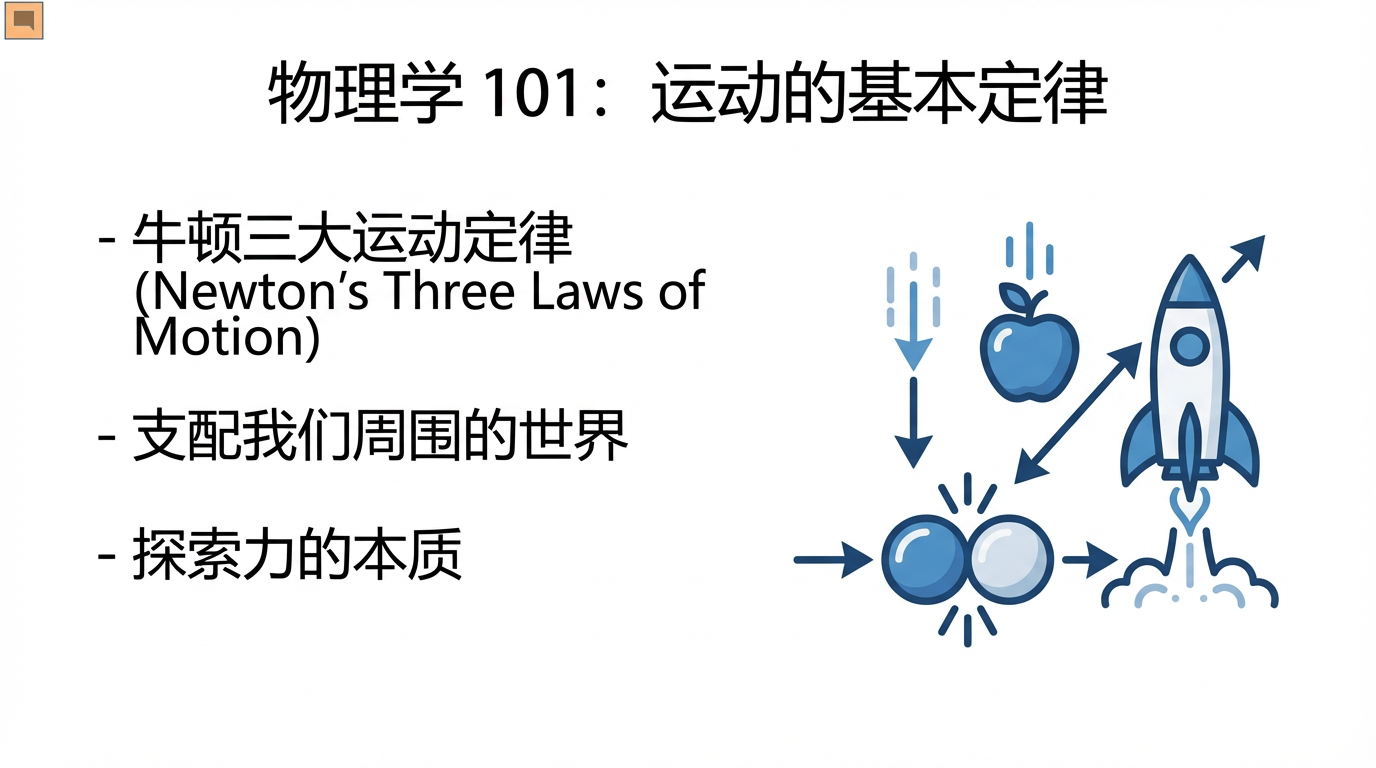 物理学 101：运动的基本定律
- 牛顿三大运动定律
(Newton’s Three Laws of
Motion)
- 支配我们周围的世界
- 探索力的本质